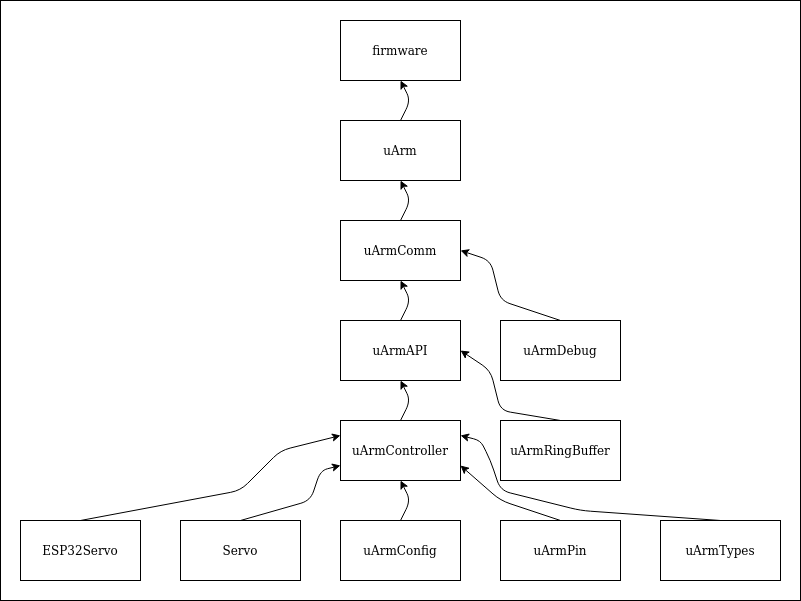 firmware
uArm
uArmComm
uArmAPI
uArmDebug
uArmController
uArmRingBuffer
ESP32Servo
Servo
uArmConfig
uArmPin
uArmTypes